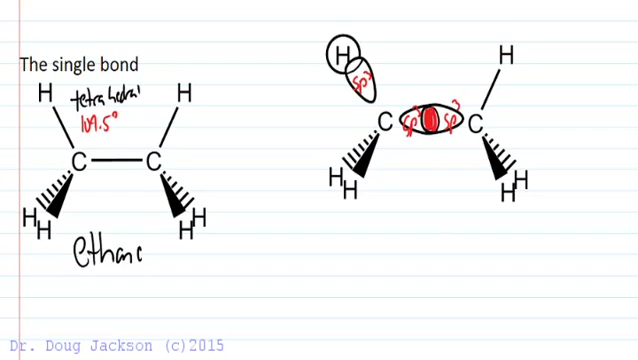 The single bond
H
tetrahedral
H
109.5°
C
C
H
H
H
H
ethane
H
sp³
H
C
sp³
sp³
C
H
H
H
H
Dr. Doug Jackson (c)2015